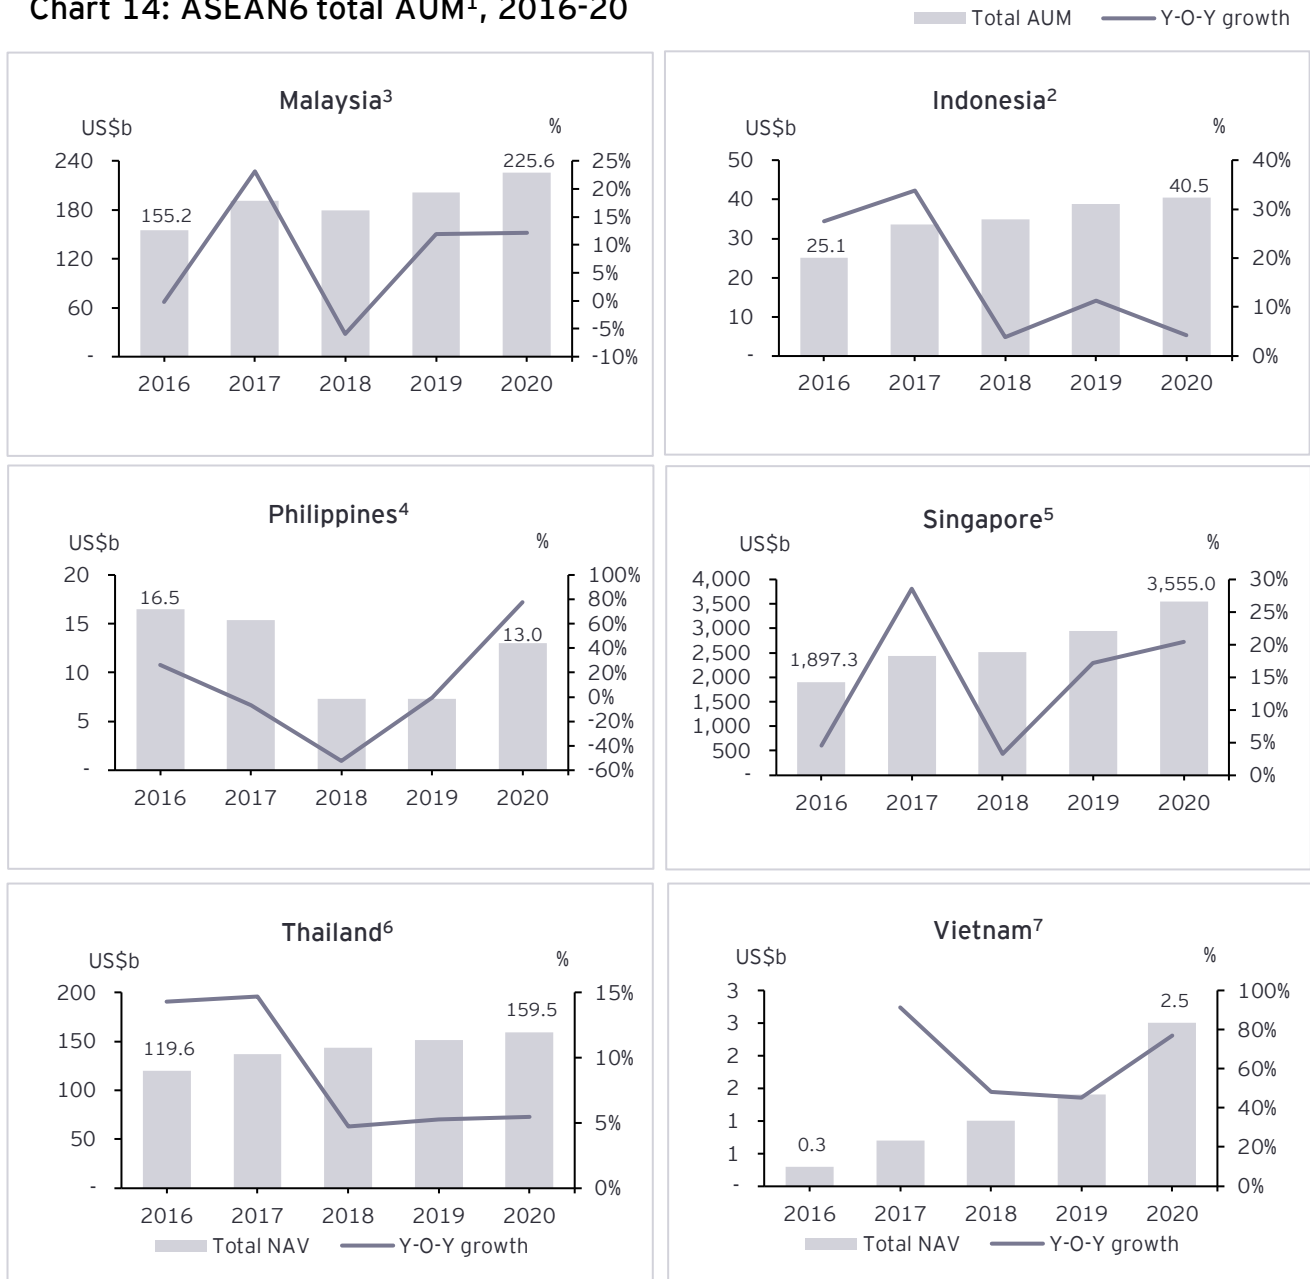 Chart 14: ASEAN6 total AUM¹, 2016-20
Total AUM Y-O-Y growth
Malaysia³
US$b %
240 25%
20%
180 15%
10%
120 5%
0%
60 -5%
- -10%
155.2 225.6
2016 2017 2018 2019 2020
Indonesia²
US$b %
50 40%
40 30%
30 20%
20 10%
10
- 0%
25.1 40.5
2016 2017 2018 2019 2020
Philippines⁴
US$b %
20 100%
80%
15 60%
40%
10 20%
0%
5 -20%
-40%
- -60%
16.5 13.0
2016 2017 2018 2019 2020
Singapore⁵
US$b %
4,000 30%
3,500 25%
3,000 20%
2,500
2,000 15%
1,500 10%
1,000
500 5%
- 0%
1,897.3 3,555.0
2016 2017 2018 2019 2020
Thailand⁶
US$b %
200 15%
150 10%
100
50 5%
- 0%
119.6 159.5
2016 2017 2018 2019 2020
Total NAV Y-O-Y growth
Vietnam⁷
US$b %
3 100%
3 80%
2 60%
2
1 40%
1 20%
- 0%
0.3 2.5
2016 2017 2018 2019 2020
Total NAV Y-O-Y growth